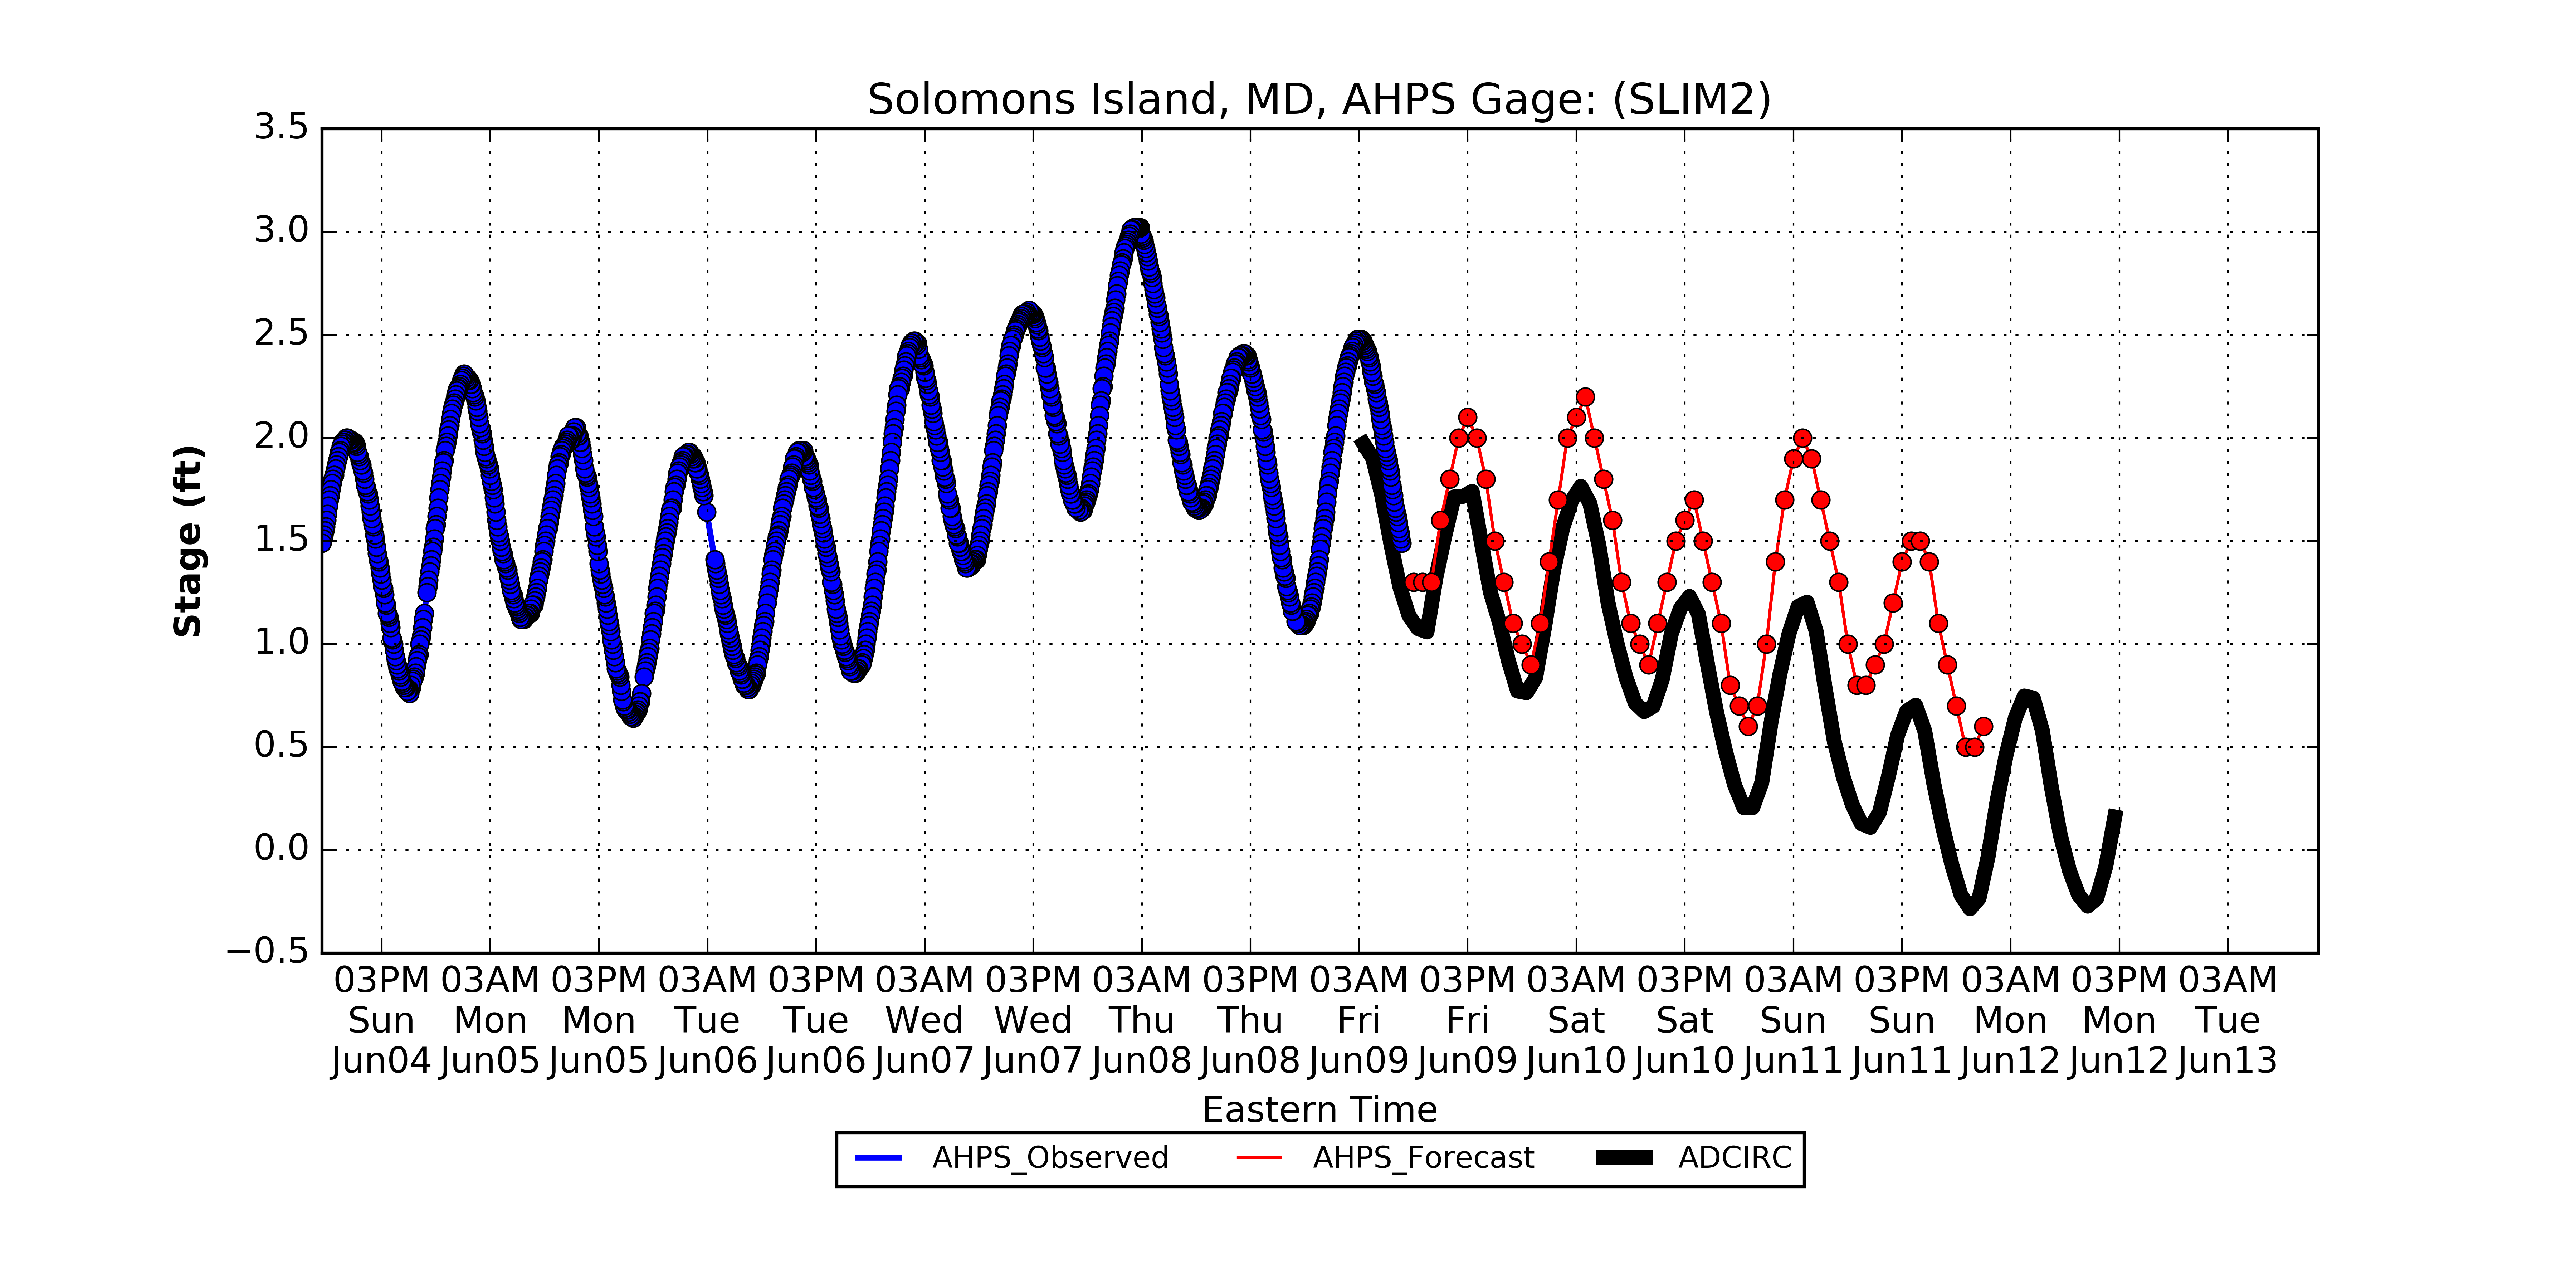 Solomons Island, MD, AHPS Gage: (SLIM2)
3.5
3.0
2.5
2.0
1.5
1.0
0.5
0.0
−0.5
Stage (ft)
03PM 03AM 03PM 03AM 03PM 03AM 03PM 03AM 03PM 03AM 03PM 03AM 03PM 03AM 03PM 03AM 03PM 03AM
Sun Mon Mon Tue Tue Wed Wed Thu Thu Fri Fri Sat Sat Sun Sun Mon Mon Tue
Jun04 Jun05 Jun05 Jun06 Jun06 Jun07 Jun07 Jun08 Jun08 Jun09 Jun09 Jun10 Jun10 Jun11 Jun11 Jun12 Jun12 Jun13
Eastern Time
AHPS_Observed AHPS_Forecast ADCIRC